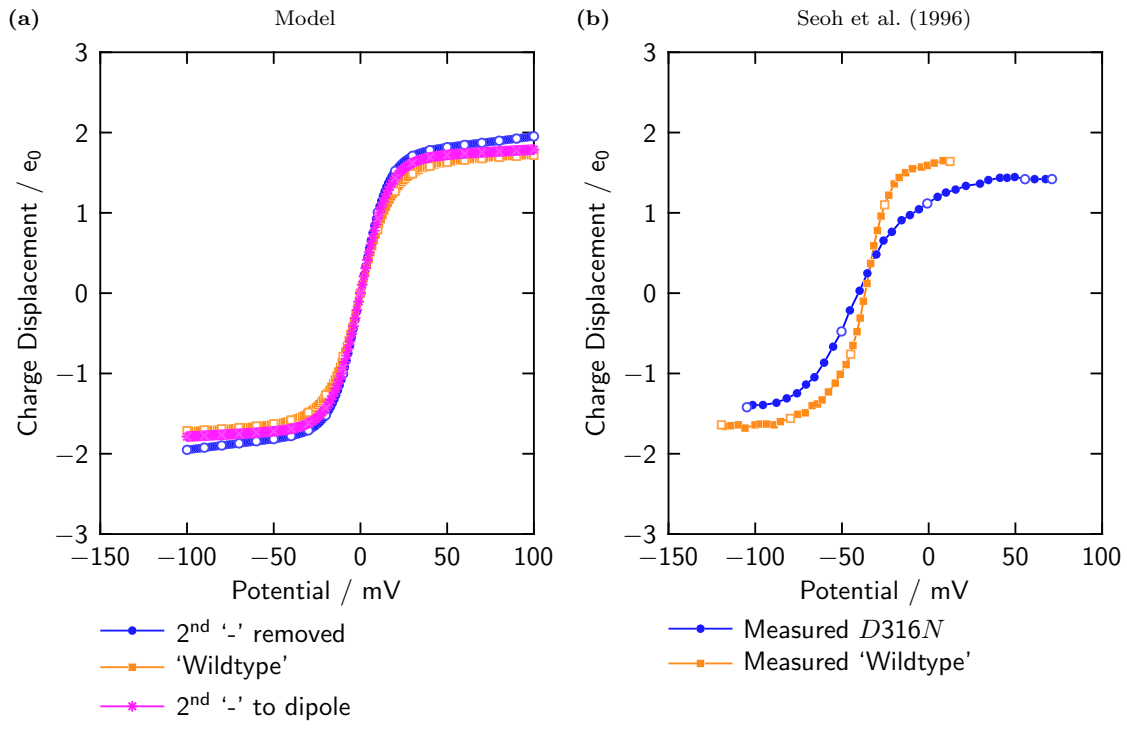 (a) Model
3
2
1
0
−1
−2
−3
−150 −100 −50 0 50 100
Charge Displacement / e0
Potential / mV
2nd ‘-’ removed
‘Wildtype’
2nd ‘-’ to dipole
(b) Seoh et al. (1996)
3
2
1
0
−1
−2
−3
−150 −100 −50 0 50 100
Charge Displacement / e0
Potential / mV
Measured D316N
Measured ‘Wildtype’